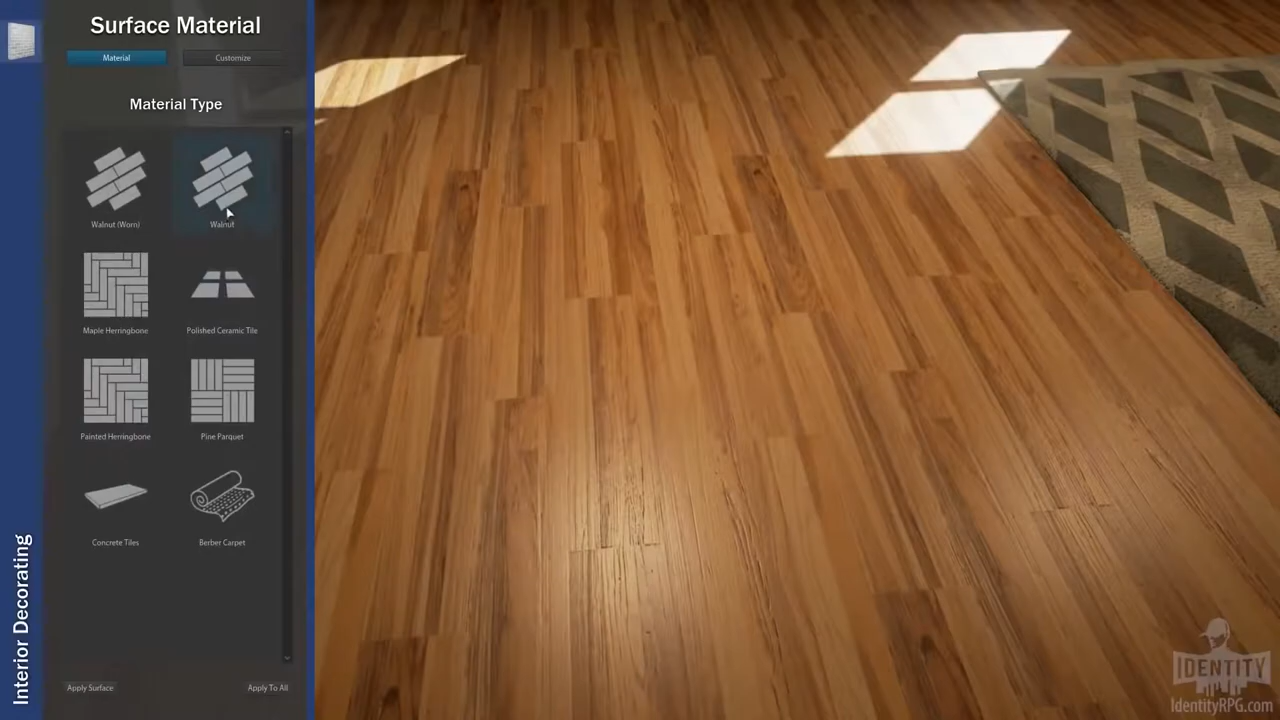 Surface Material
Material
Customize
Material Type
Walnut (Worn)
Walnut
Maple Herringbone
Polished Ceramic Tile
Painted Herringbone
Pine Parquet
Concrete Tiles
Berber Carpet
Apply Surface
Apply To All
Interior Decorating
IDENTITY
IdentityRPG.com